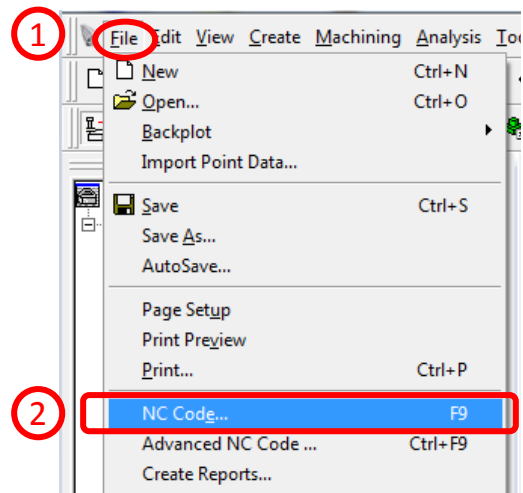 1
File Edit View Create Machining Analysis
New Ctrl+N
Open... Ctrl+O
Backplot
Import Point Data...
Save Ctrl+S
Save As...
AutoSave...
Page Setup
Print Preview
Print... Ctrl+P
2 NC Code... F9
Advanced NC Code ... Ctrl+F9
Create Reports...